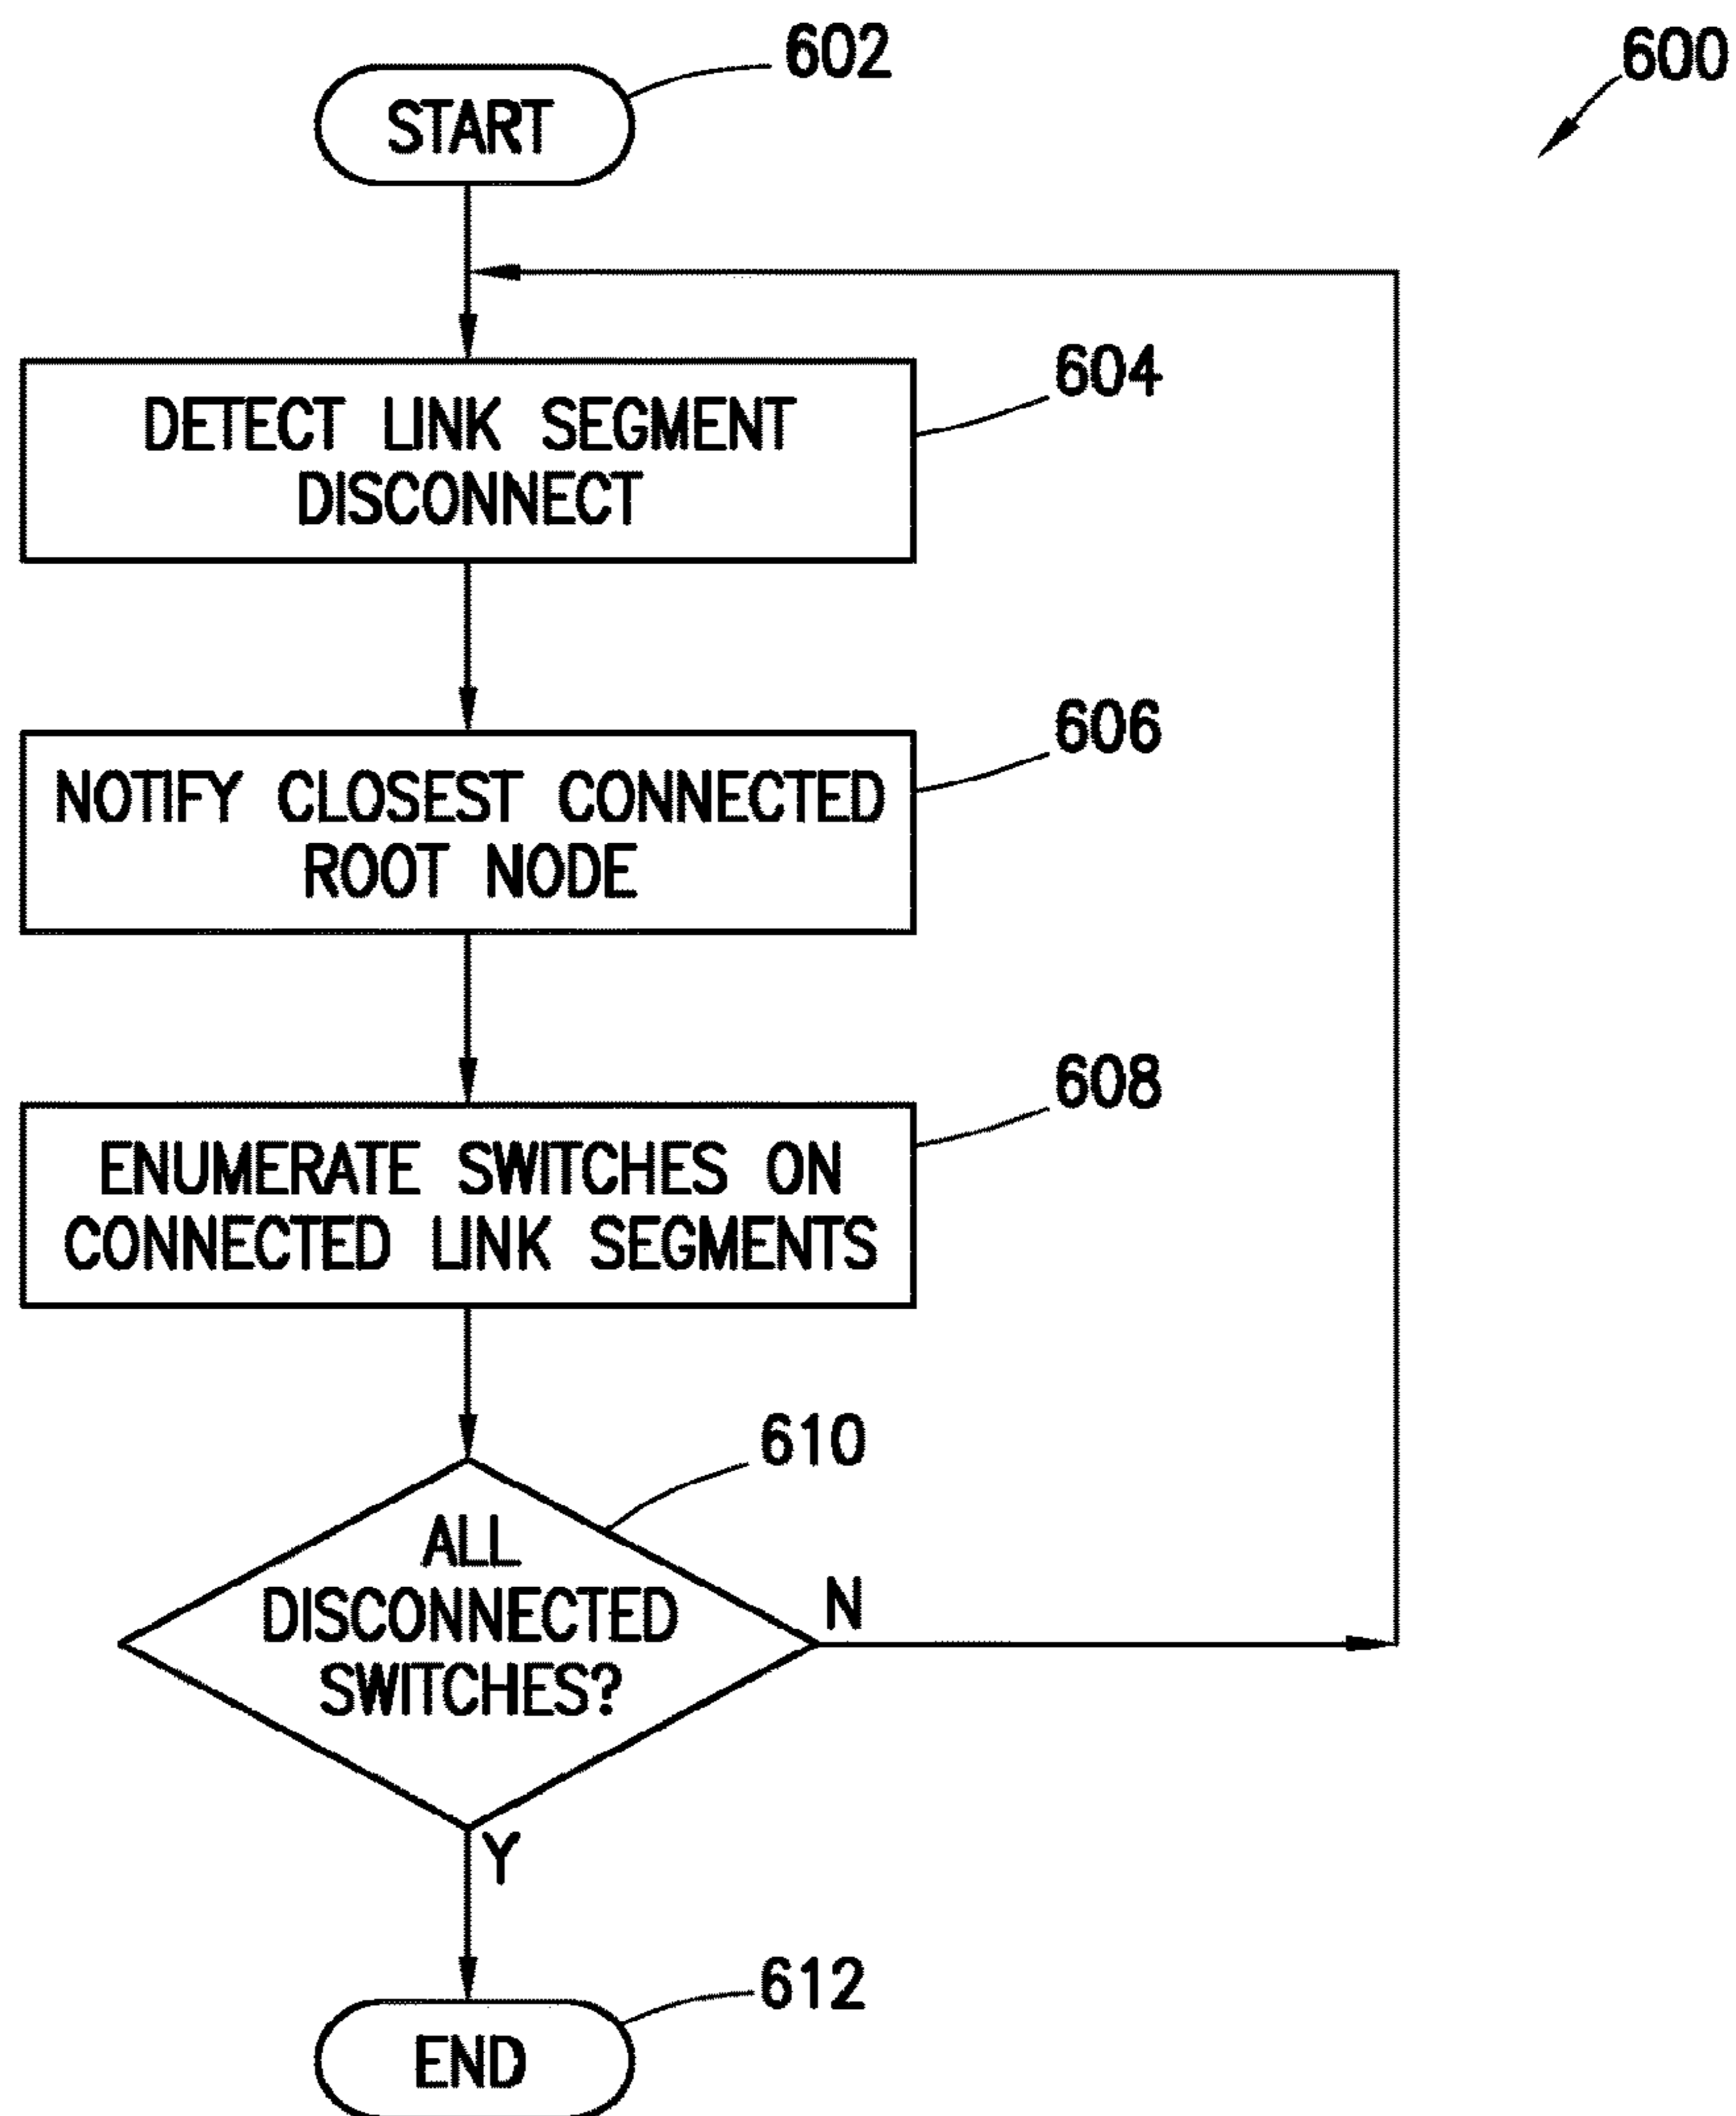 602
600
START
604
DETECT LINK SEGMENT
DISCONNECT
606
NOTIFY CLOSEST CONNECTED
ROOT NODE
608
ENUMERATE SWITCHES ON
CONNECTED LINK SEGMENTS
610
ALL
DISCONNECTED
SWITCHES?
N
Y
612
END